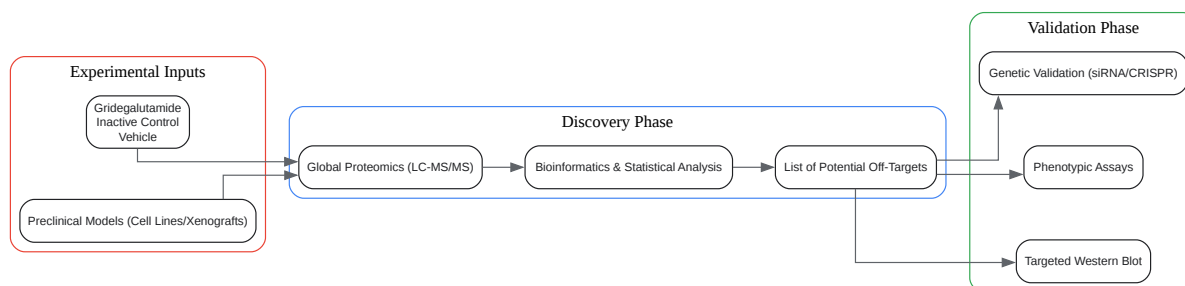 Experimental Inputs
Gridegalutamide
Inactive Control
Vehicle
Preclinical Models (Cell Lines/Xenografts)
Discovery Phase
Global Proteomics (LC-MS/MS)
Bioinformatics & Statistical Analysis
List of Potential Off-Targets
Validation Phase
Genetic Validation (siRNA/CRISPR)
Phenotypic Assays
Targeted Western Blot